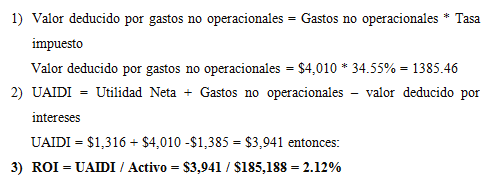 1) Valor deducido por gastos no operacionales = Gastos no operacionales * Tasa
impuesto
Valor deducido por gastos no operacionales = $4,010 * 34.55% = 1385.46
2) UAIDI = Utilidad Neta + Gastos no operacionales – valor deducido por
intereses
UAIDI = $1,316 + $4,010 -$1,385 = $3,941 entonces:
3) ROI = UAIDI / Activo = $3,941 / $185,188 = 2.12%